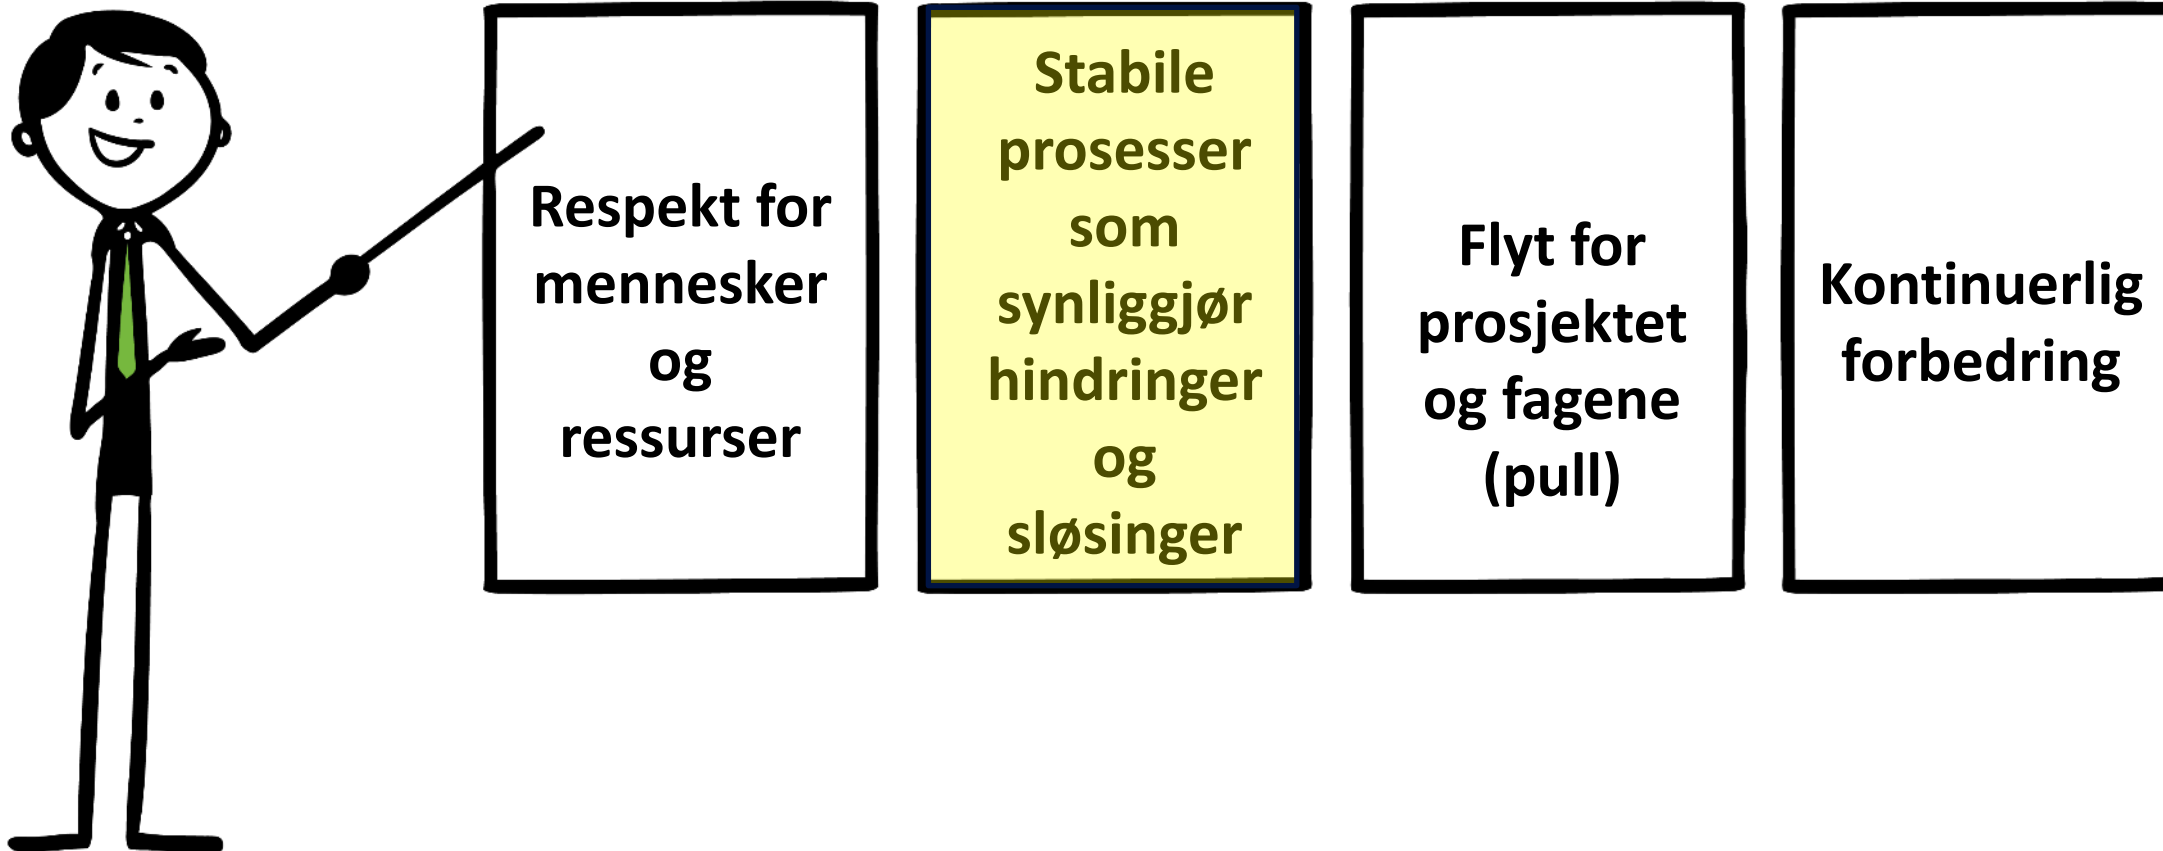 Respekt for
mennesker
og
ressurser
Stabile
prosesser
som
synliggjør
hindringer
og
sløsinger
Flyt for
prosjektet
og fagene
(pull)
Kontinuerlig
forbedring